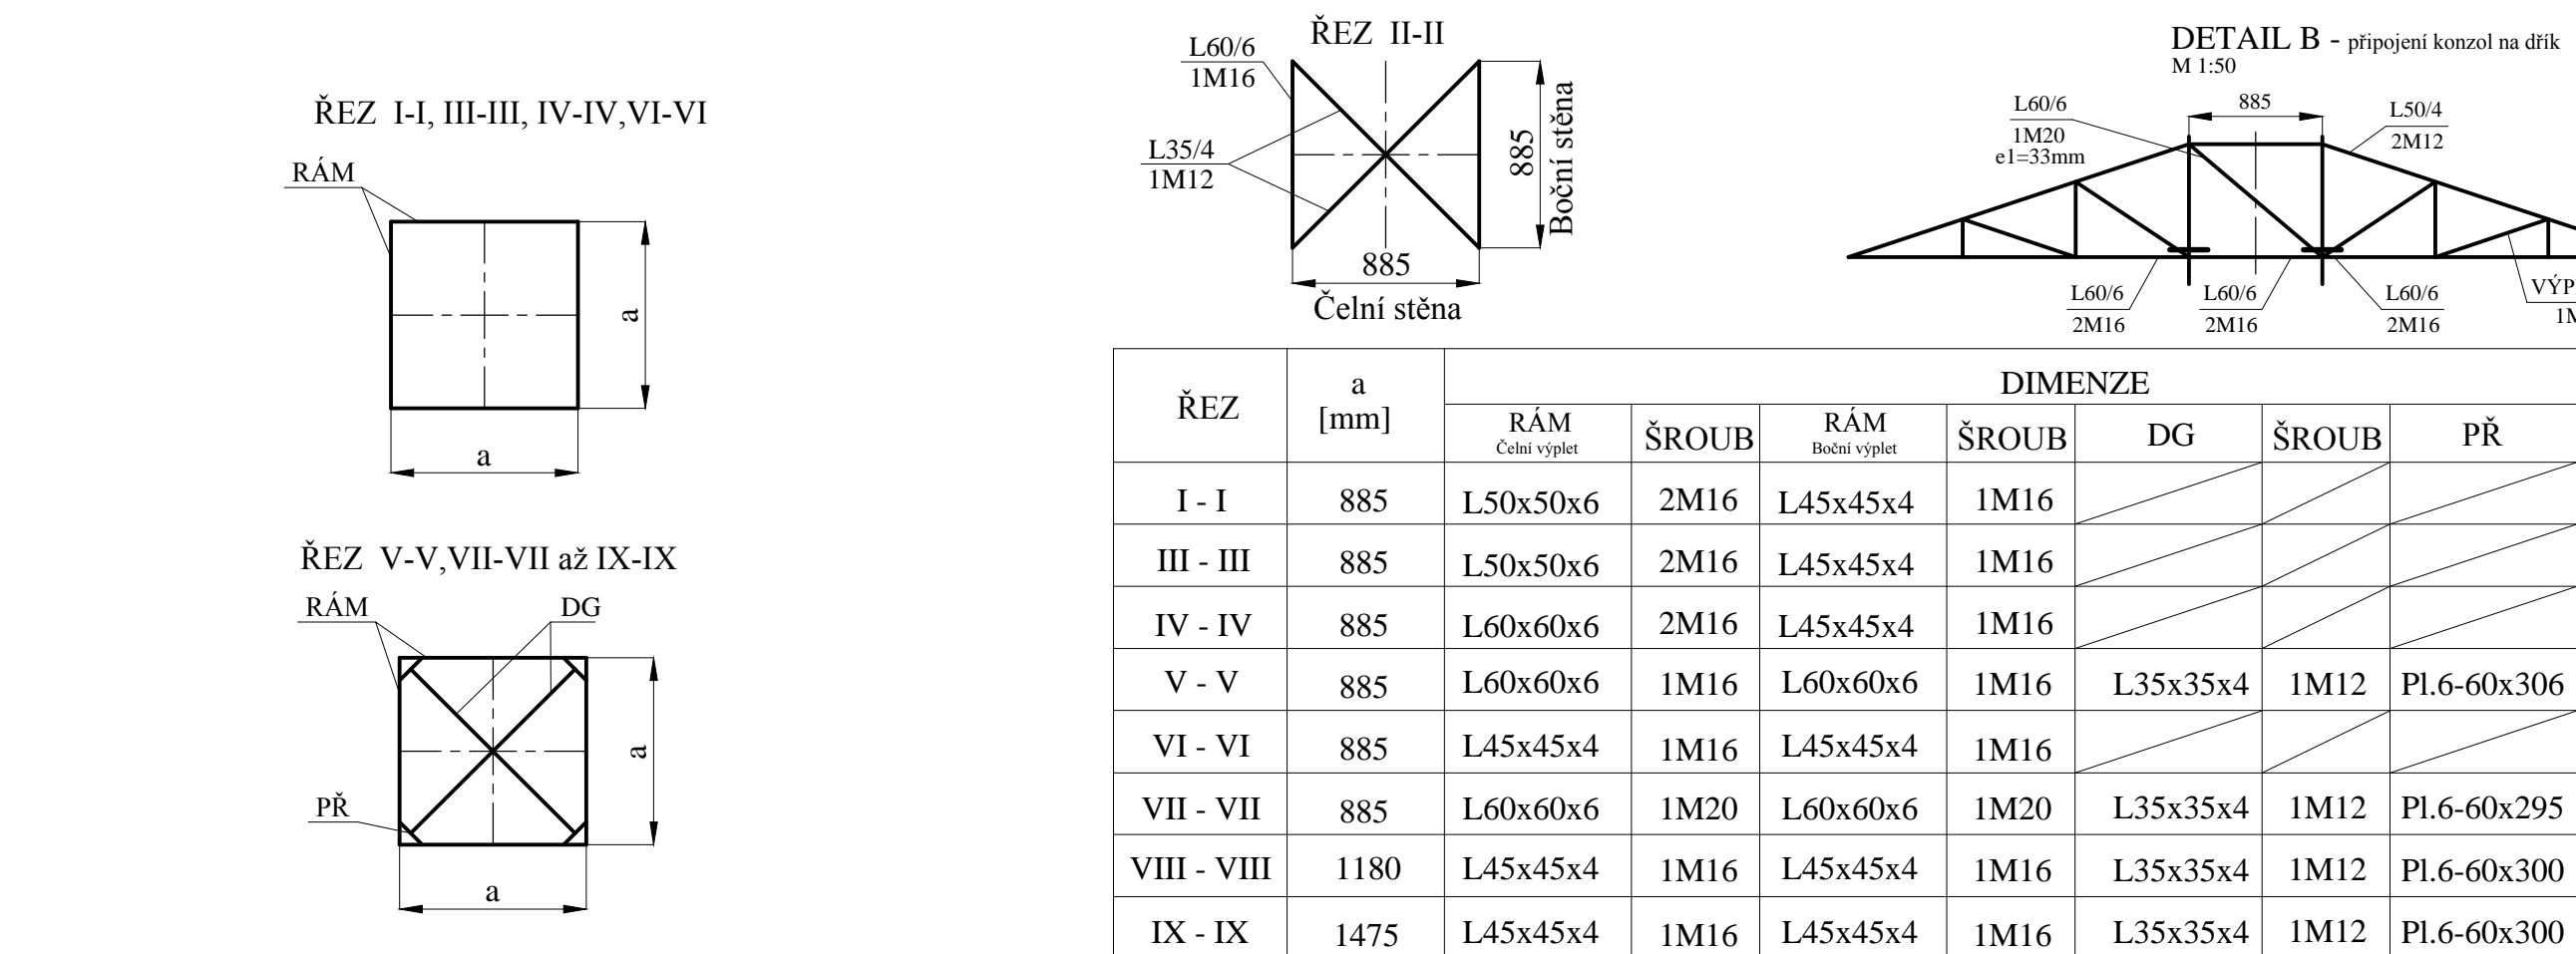 ŘEZ I-I, III-III, IV-IV,VI-VI
RÁM
a
a
ŘEZ V-V,VII-VII až IX-IX
RÁM
DG
PŘ
a
a
ŘEZ II-II
L60/6
1M16
L35/4
1M12
885
Boční stěna
885
Čelní stěna
DETAIL B - připojení konzol na dřík
M 1:50
L60/6
1M20
e1=33mm
885
L50/4
2M12
L60/6
2M16
L60/6
2M16
L60/6
2M16
ŘEZ
a
[mm]
DIMENZE
RÁM
Čelní výplet
ŠROUB
RÁM
Boční výplet
ŠROUB
DG
ŠROUB
PŘ
I - I 885 L50x50x6 2M16 L45x45x4 1M16
III - III 885 L50x50x6 2M16 L45x45x4 1M16
IV - IV 885 L60x60x6 2M16 L45x45x4 1M16
V - V 885 L60x60x6 1M16 L60x60x6 1M16 L35x35x4 1M12 Pl.6-60x306
VI - VI 885 L45x45x4 1M16 L45x45x4 1M16
VII - VII 885 L60x60x6 1M20 L60x60x6 1M20 L35x35x4 1M12 Pl.6-60x295
VIII - VIII 1180 L45x45x4 1M16 L45x45x4 1M16 L35x35x4 1M12 Pl.6-60x300
IX - IX 1475 L45x45x4 1M16 L45x45x4 1M16 L35x35x4 1M12 Pl.6-60x300